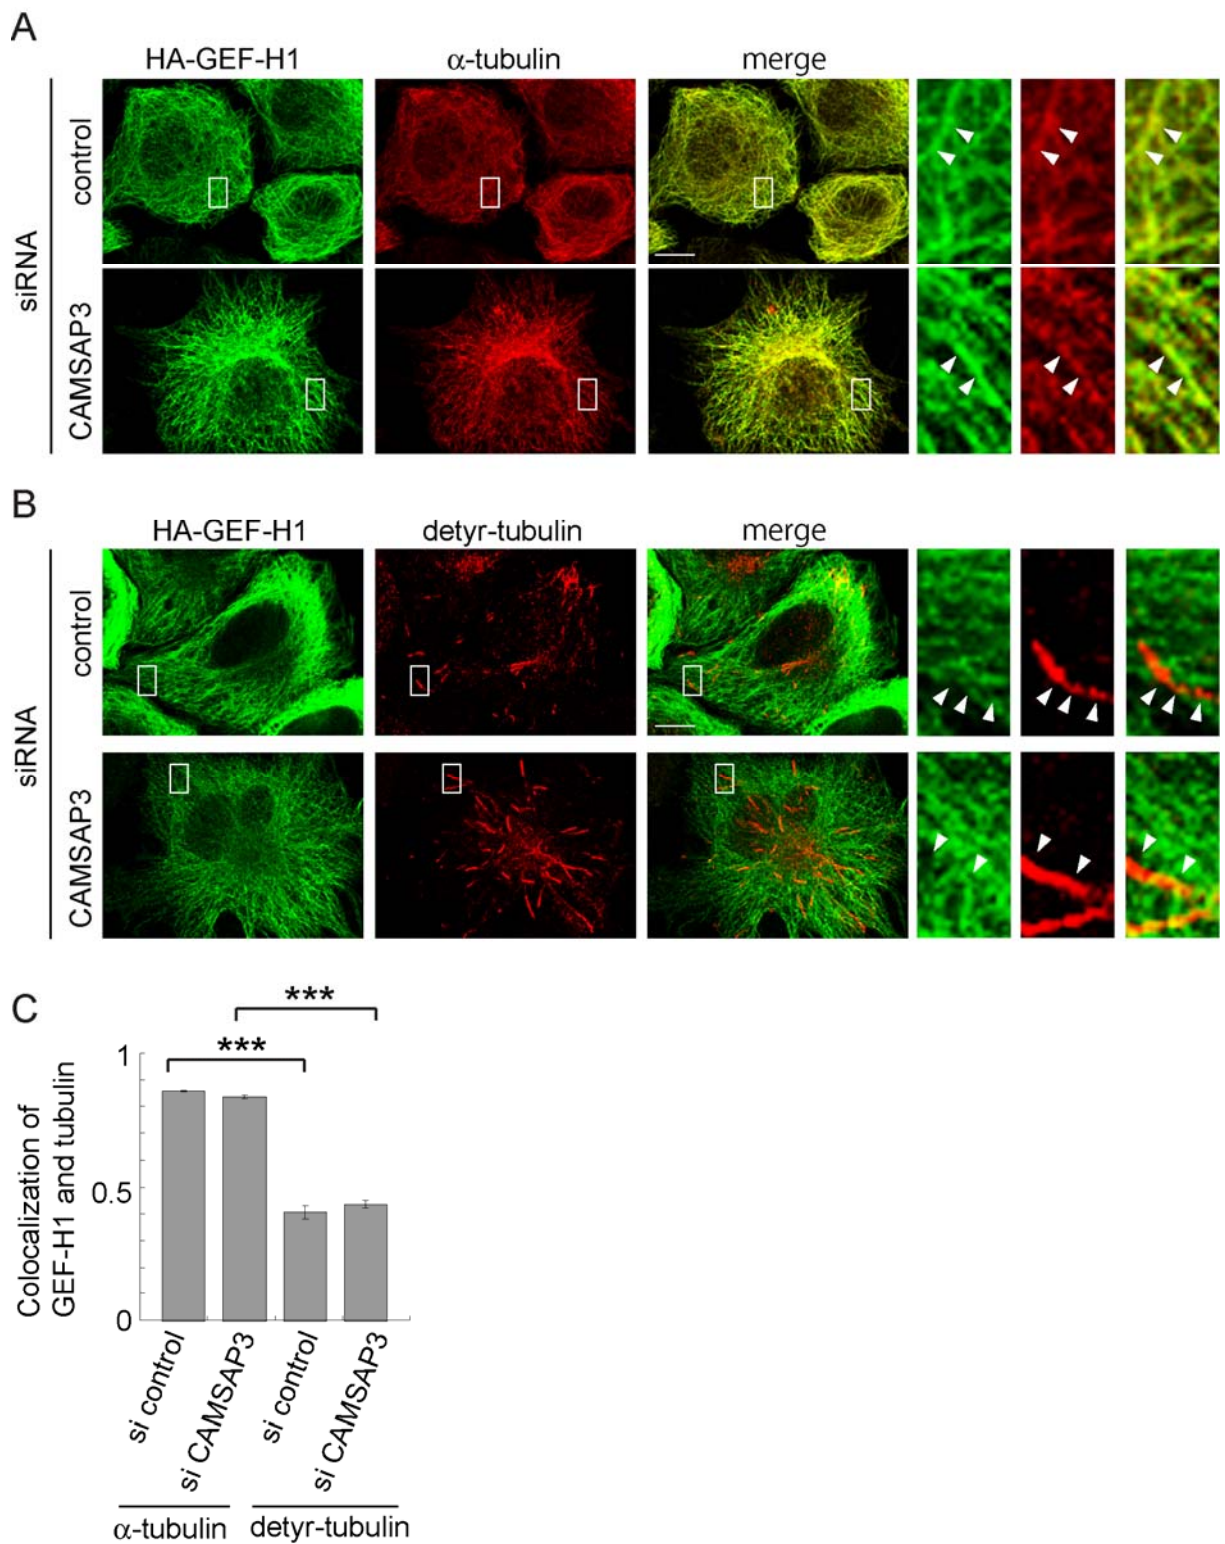 A
HA-GEF-H1 α-tubulin merge
siRNA
control
CAMSAP3
B
HA-GEF-H1 detyr-tubulin merge
siRNA
control
CAMSAP3
C
Colocalization of
GEF-H1 and tubulin
1
0.5
0
***
***
si control
si CAMSAP3
si control
si CAMSAP3
α-tubulin detyr-tubulin